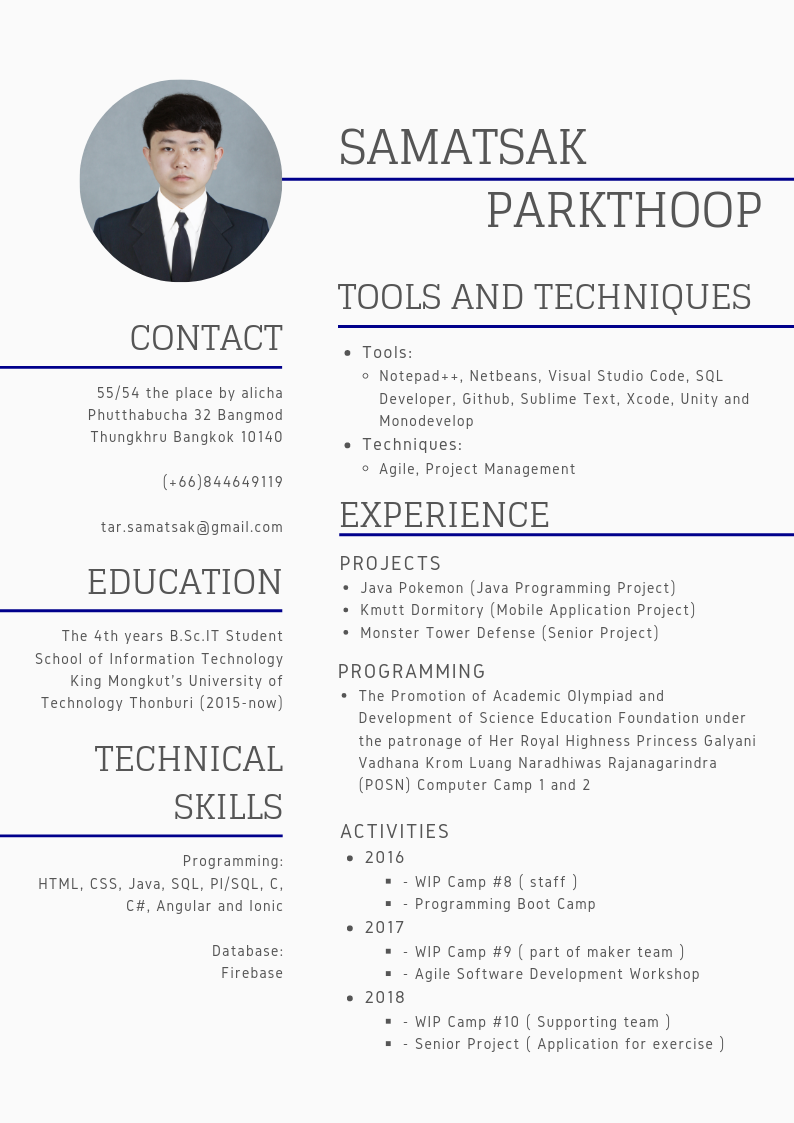 SAMATSAK
PARKTHOOP
CONTACT
55/54 the place by alicha
Phutthabucha 32 Bangmod
Thungkhru Bangkok 10140
(+66)844649119
tar.samatsak@gmail.com
EDUCATION
The 4th years B.Sc.IT Student
School of Information Technology
King Mongkut's University of
Technology Thonburi (2015-now)
TECHNICAL
SKILLS
Programming:
HTML, CSS, Java, SQL, Pl/SQL, C,
C#, Angular and Ionic
Database:
Firebase
TOOLS AND TECHNIQUES
• Tools:
◦ Notepad++, Netbeans, Visual Studio Code, SQL
Developer, Github, Sublime Text, Xcode, Unity and
Monodevelop
• Techniques:
◦ Agile, Project Management
EXPERIENCE
PROJECTS
• Java Pokemon (Java Programming Project)
• Kmutt Dormitory (Mobile Application Project)
• Monster Tower Defense (Senior Project)
PROGRAMMING
• The Promotion of Academic Olympiad and
Development of Science Education Foundation under
the patronage of Her Royal Highness Princess Galyani
Vadhana Krom Luang Naradhiwas Rajanagarindra
(POSN) Computer Camp 1 and 2
ACTIVITIES
• 2016
▪ - WIP Camp #8 ( staff )
▪ - Programming Boot Camp
• 2017
▪ - WIP Camp #9 ( part of maker team )
▪ - Agile Software Development Workshop
• 2018
▪ - WIP Camp #10 ( Supporting team )
▪ - Senior Project ( Application for exercise )